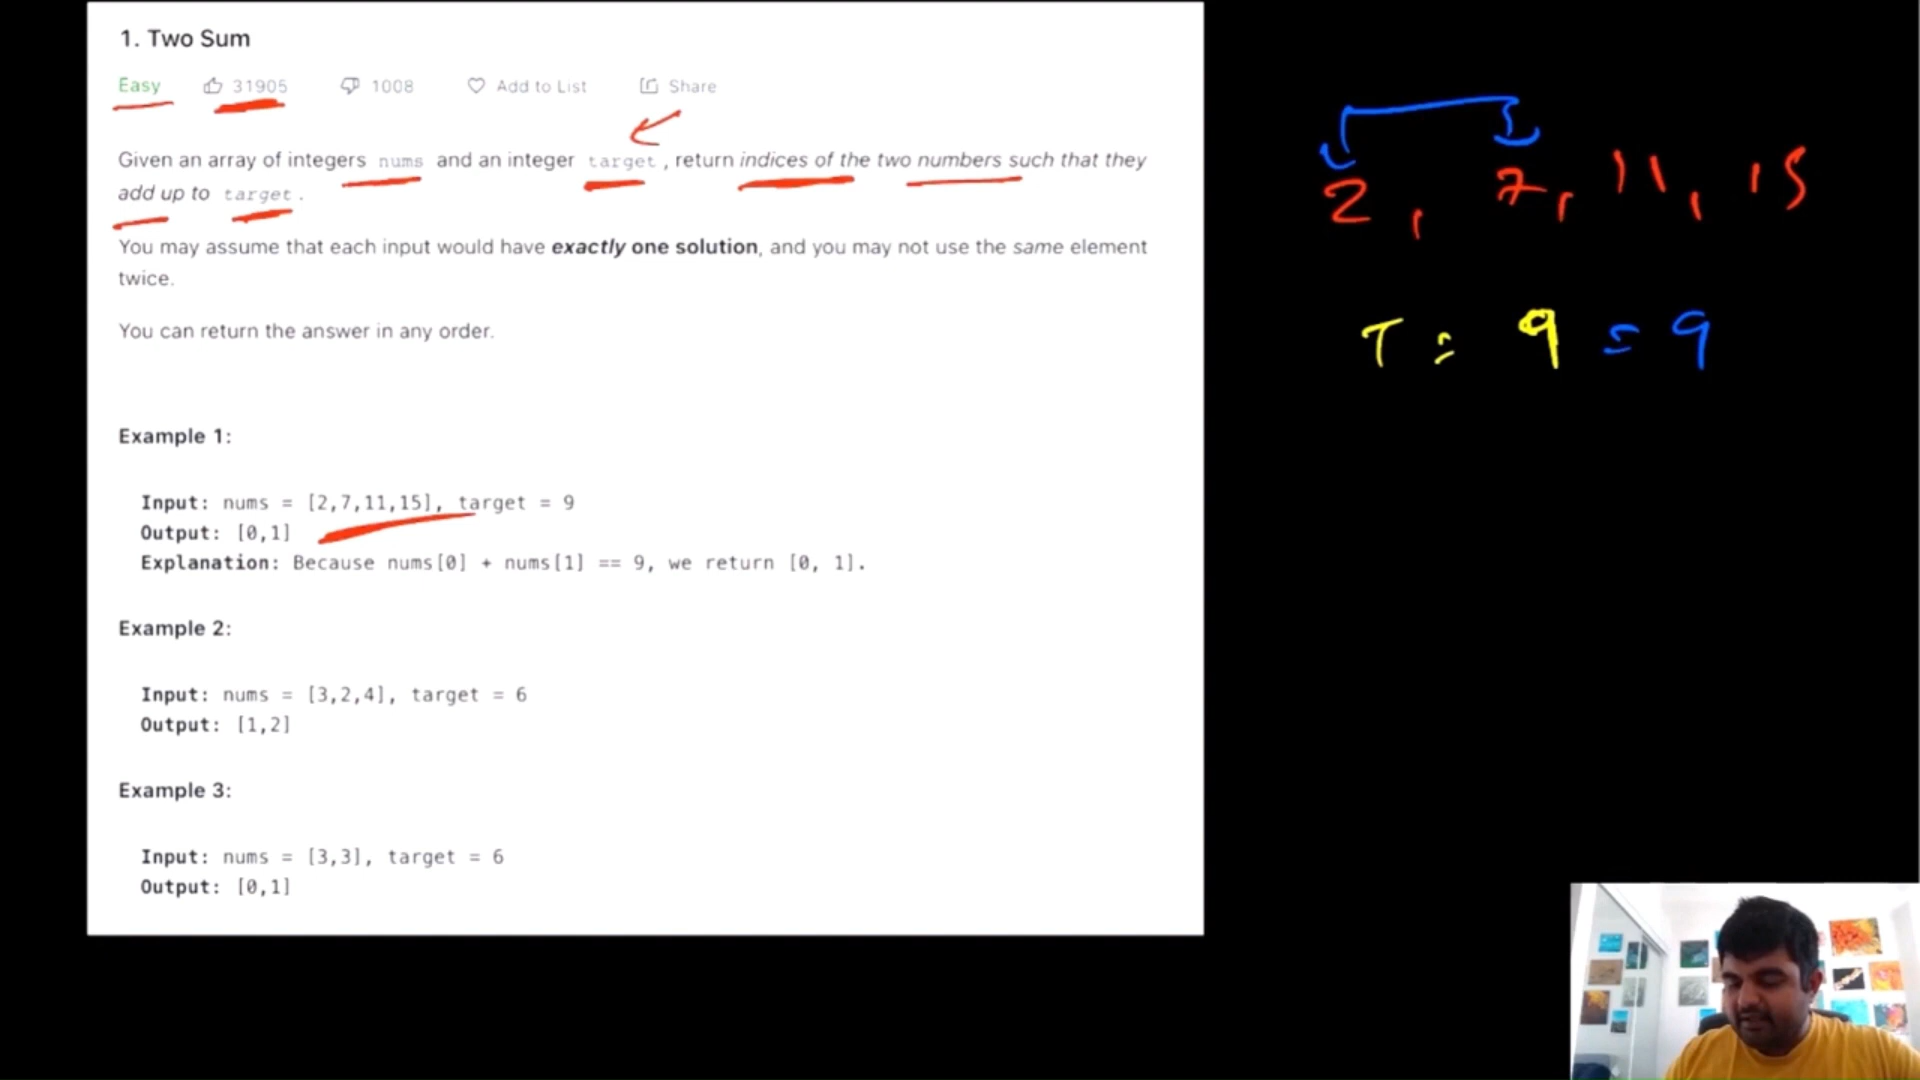 1. Two Sum
Easy 31905 1008 Add to List Share
Given an array of integers nums and an integer target, return indices of the two numbers such that they
add up to target.
You may assume that each input would have exactly one solution, and you may not use the same element
twice.
You can return the answer in any order.
Example 1:
Input: nums = [2,7,11,15], target = 9
Output: [0,1]
Explanation: Because nums[0] + nums[1] == 9, we return [0, 1].
Example 2:
Input: nums = [3,2,4], target = 6
Output: [1,2]
Example 3:
Input: nums = [3,3], target = 6
Output: [0,1]
2, 7, 11, 15
T = 9 = 9